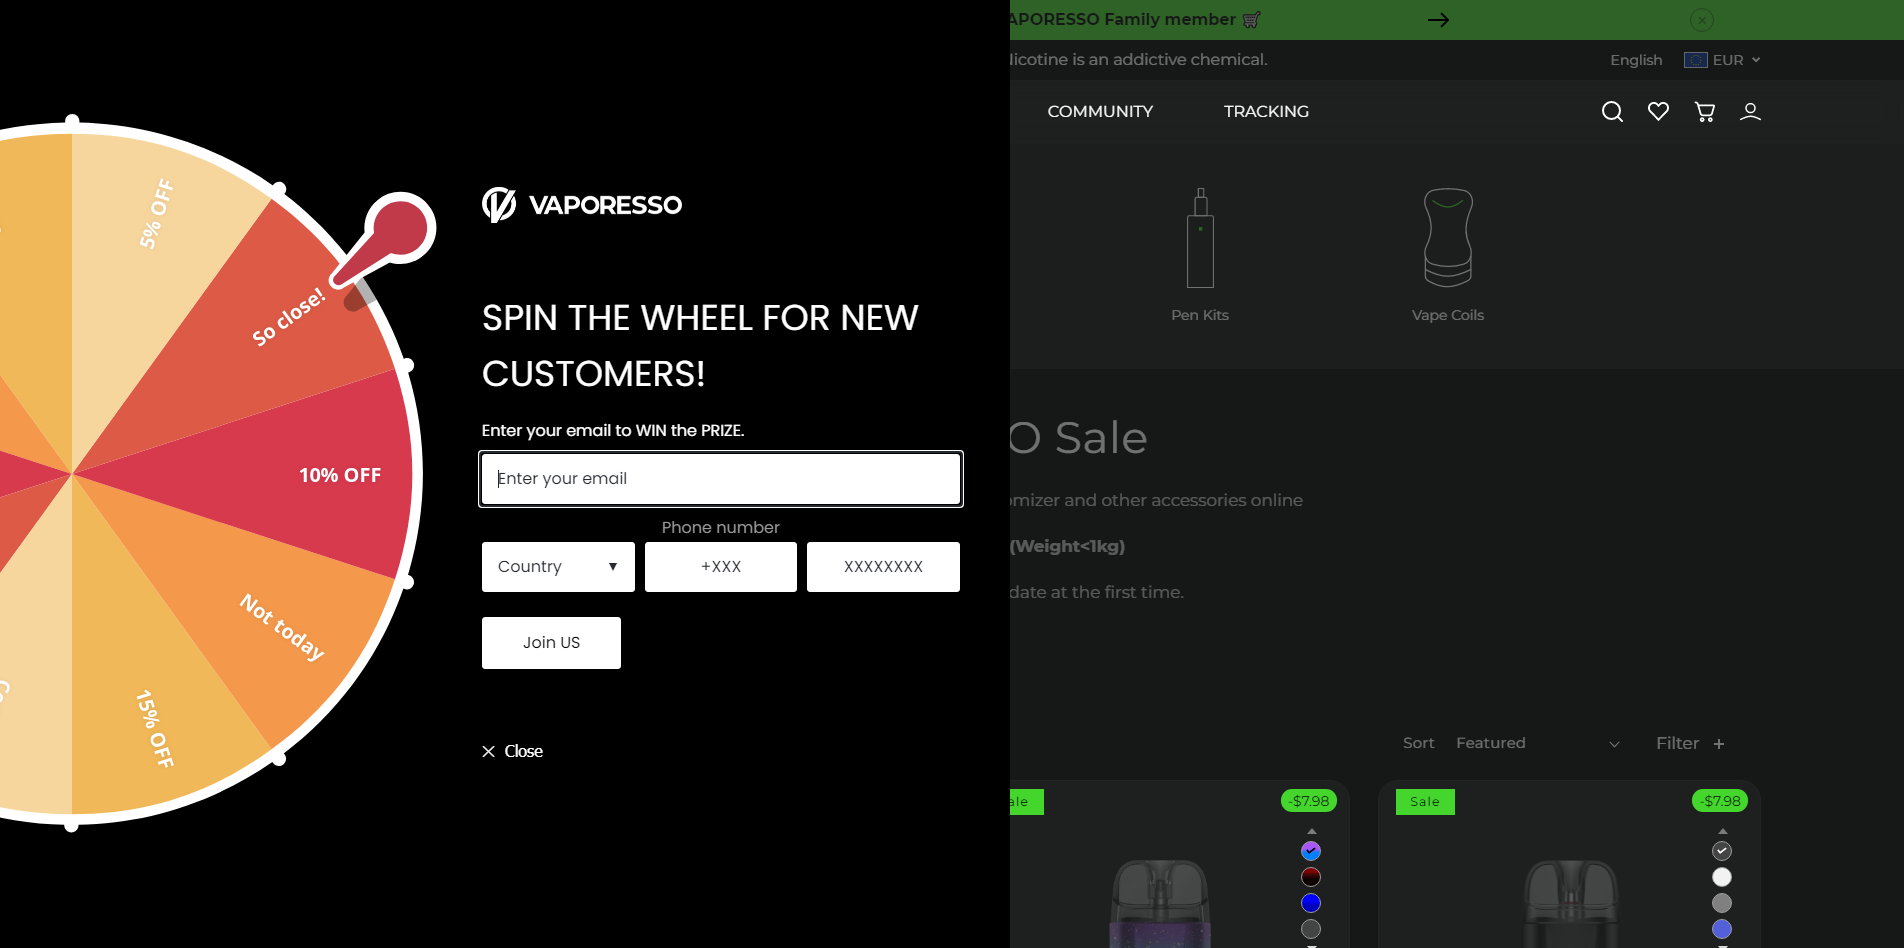 5% OFF
So close!
10% OFF
Not today
15% OFF
VAPORESSO
SPIN THE WHEEL FOR NEW
CUSTOMERS!
Enter your email to WIN the PRIZE.
Enter your email
Phone number
Country
+XXX
XXXXXXXX
Join US
Close
VAPORESSO Family member
Nicotine is an addictive chemical.
English
EUR
COMMUNITY
TRACKING
Pen Kits
Vape Coils
O Sale
omizer and other accessories online
(Weight<1kg)
date at the first time.
Sort
Featured
Filter +
ale
-$7.98
Sale
-$7.98